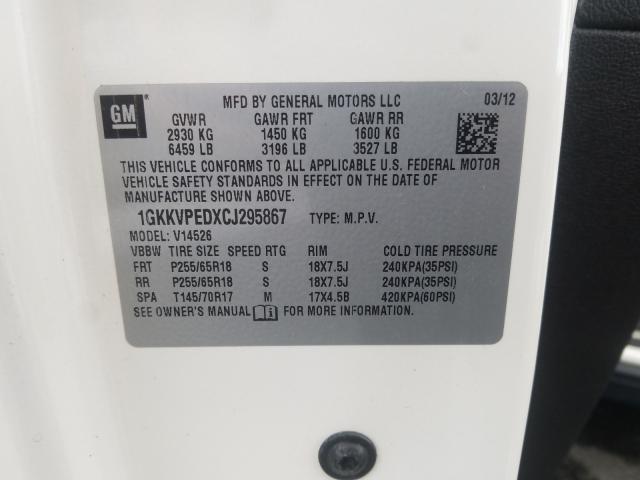 GM
MFD BY GENERAL MOTORS LLC 03/12
GVWR GAWR FRT GAWR RR
2930 KG 1450 KG 1600 KG
6459 LB 3196 LB 3527 LB
THIS VEHICLE CONFORMS TO ALL APPLICABLE U.S. FEDERAL MOTOR
VEHICLE SAFETY STANDARDS IN EFFECT ON THE DATE OF
MANUFACTURE SHOWN ABOVE.
1GKKVPEDXCJ295867 TYPE: M.P.V.
MODEL: V14526
VBBW TIRE SIZE SPEED RTG RIM COLD TIRE PRESSURE
FRT P255/65R18 S 18X7.5J 240KPA(35PSI)
RR P255/65R18 S 18X7.5J 240KPA(35PSI)
SPA T145/70R17 M 17X4.5B 420KPA(60PSI)
SEE OWNER'S MANUAL FOR MORE INFORMATION.